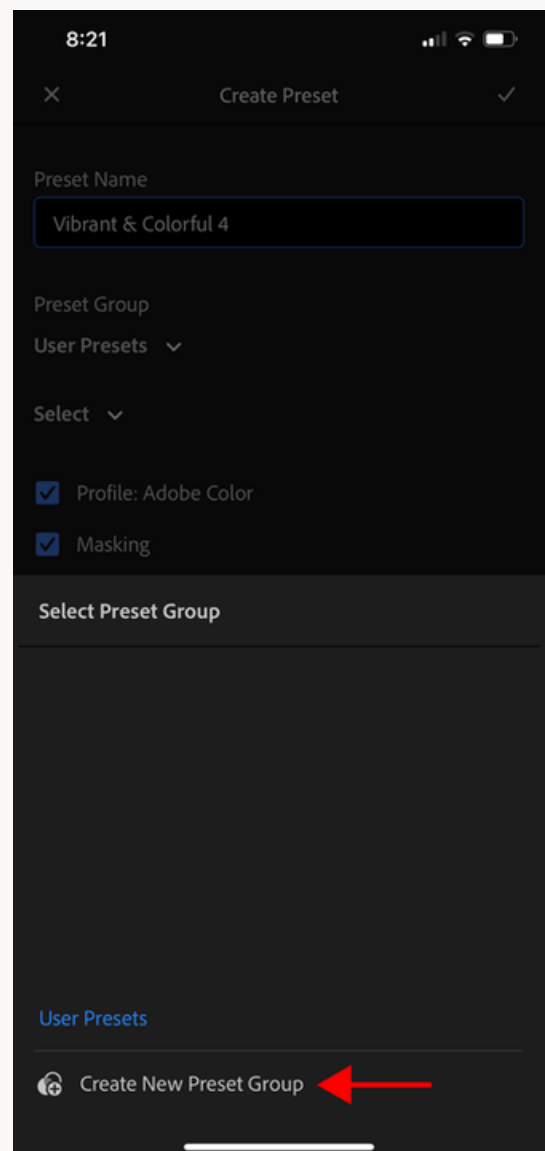 8:21
Create Preset
Preset Name
Vibrant & Colorful 4
Preset Group
User Presets
Select
Profile: Adobe Color
Masking
Select Preset Group
User Presets
Create New Preset Group